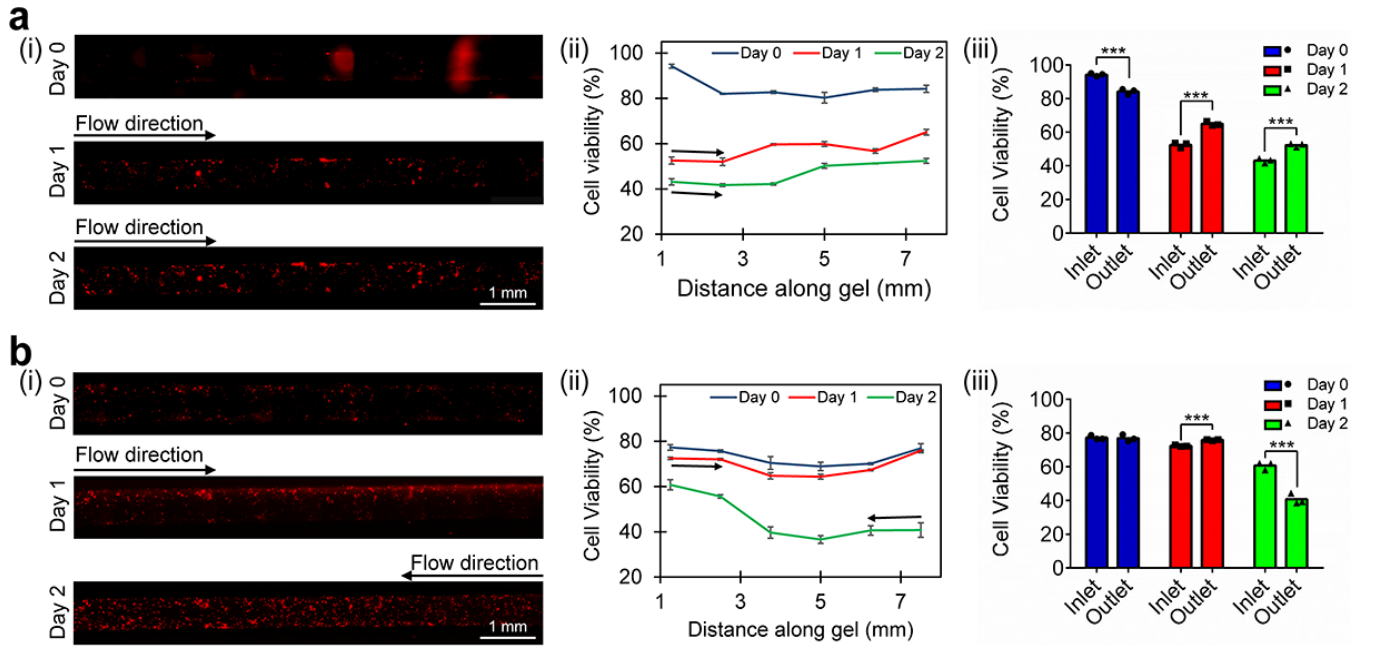 a
(i)
Day 0
Flow direction
Day 1
Flow direction
Day 2
1 mm
(ii)
Cell viability (%)
100
80
60
40
20
Day 0 Day 1 Day 2
1 3 5 7
Distance along gel (mm)
(iii)
Cell Viability (%)
100
80
60
40
20
0
*** *** ***
Day 0
Day 1
Day 2
Inlet Outlet Inlet Outlet Inlet Outlet
b
(i)
Day 0
Flow direction
Day 1
Flow direction
Day 2
1 mm
(ii)
Cell Viability (%)
100
80
60
40
20
Day 0 Day 1 Day 2
1 3 5 7
Distance along gel (mm)
(iii)
Cell Viability (%)
100
80
60
40
20
0
*** ***
Day 0
Day 1
Day 2
Inlet Outlet Inlet Outlet Inlet Outlet